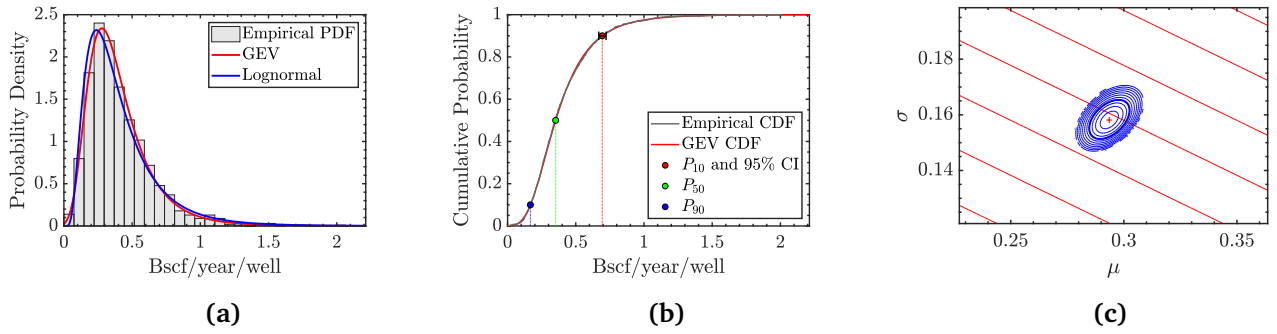 Probability Density
2.5
2
1.5
1
0.5
0
Empirical PDF
GEV
Lognormal
0 0.5 1 1.5 2
Bscf/year/well
(a)
Cumulative Probability
1
0.8
0.6
0.4
0.2
0
Empirical CDF
GEV CDF
P10 and 95% CI
P50
P90
0 0.5 1 1.5 2
Bscf/year/well
(b)
σ
0.18
0.16
0.14
0.25 0.3 0.35
μ
(c)